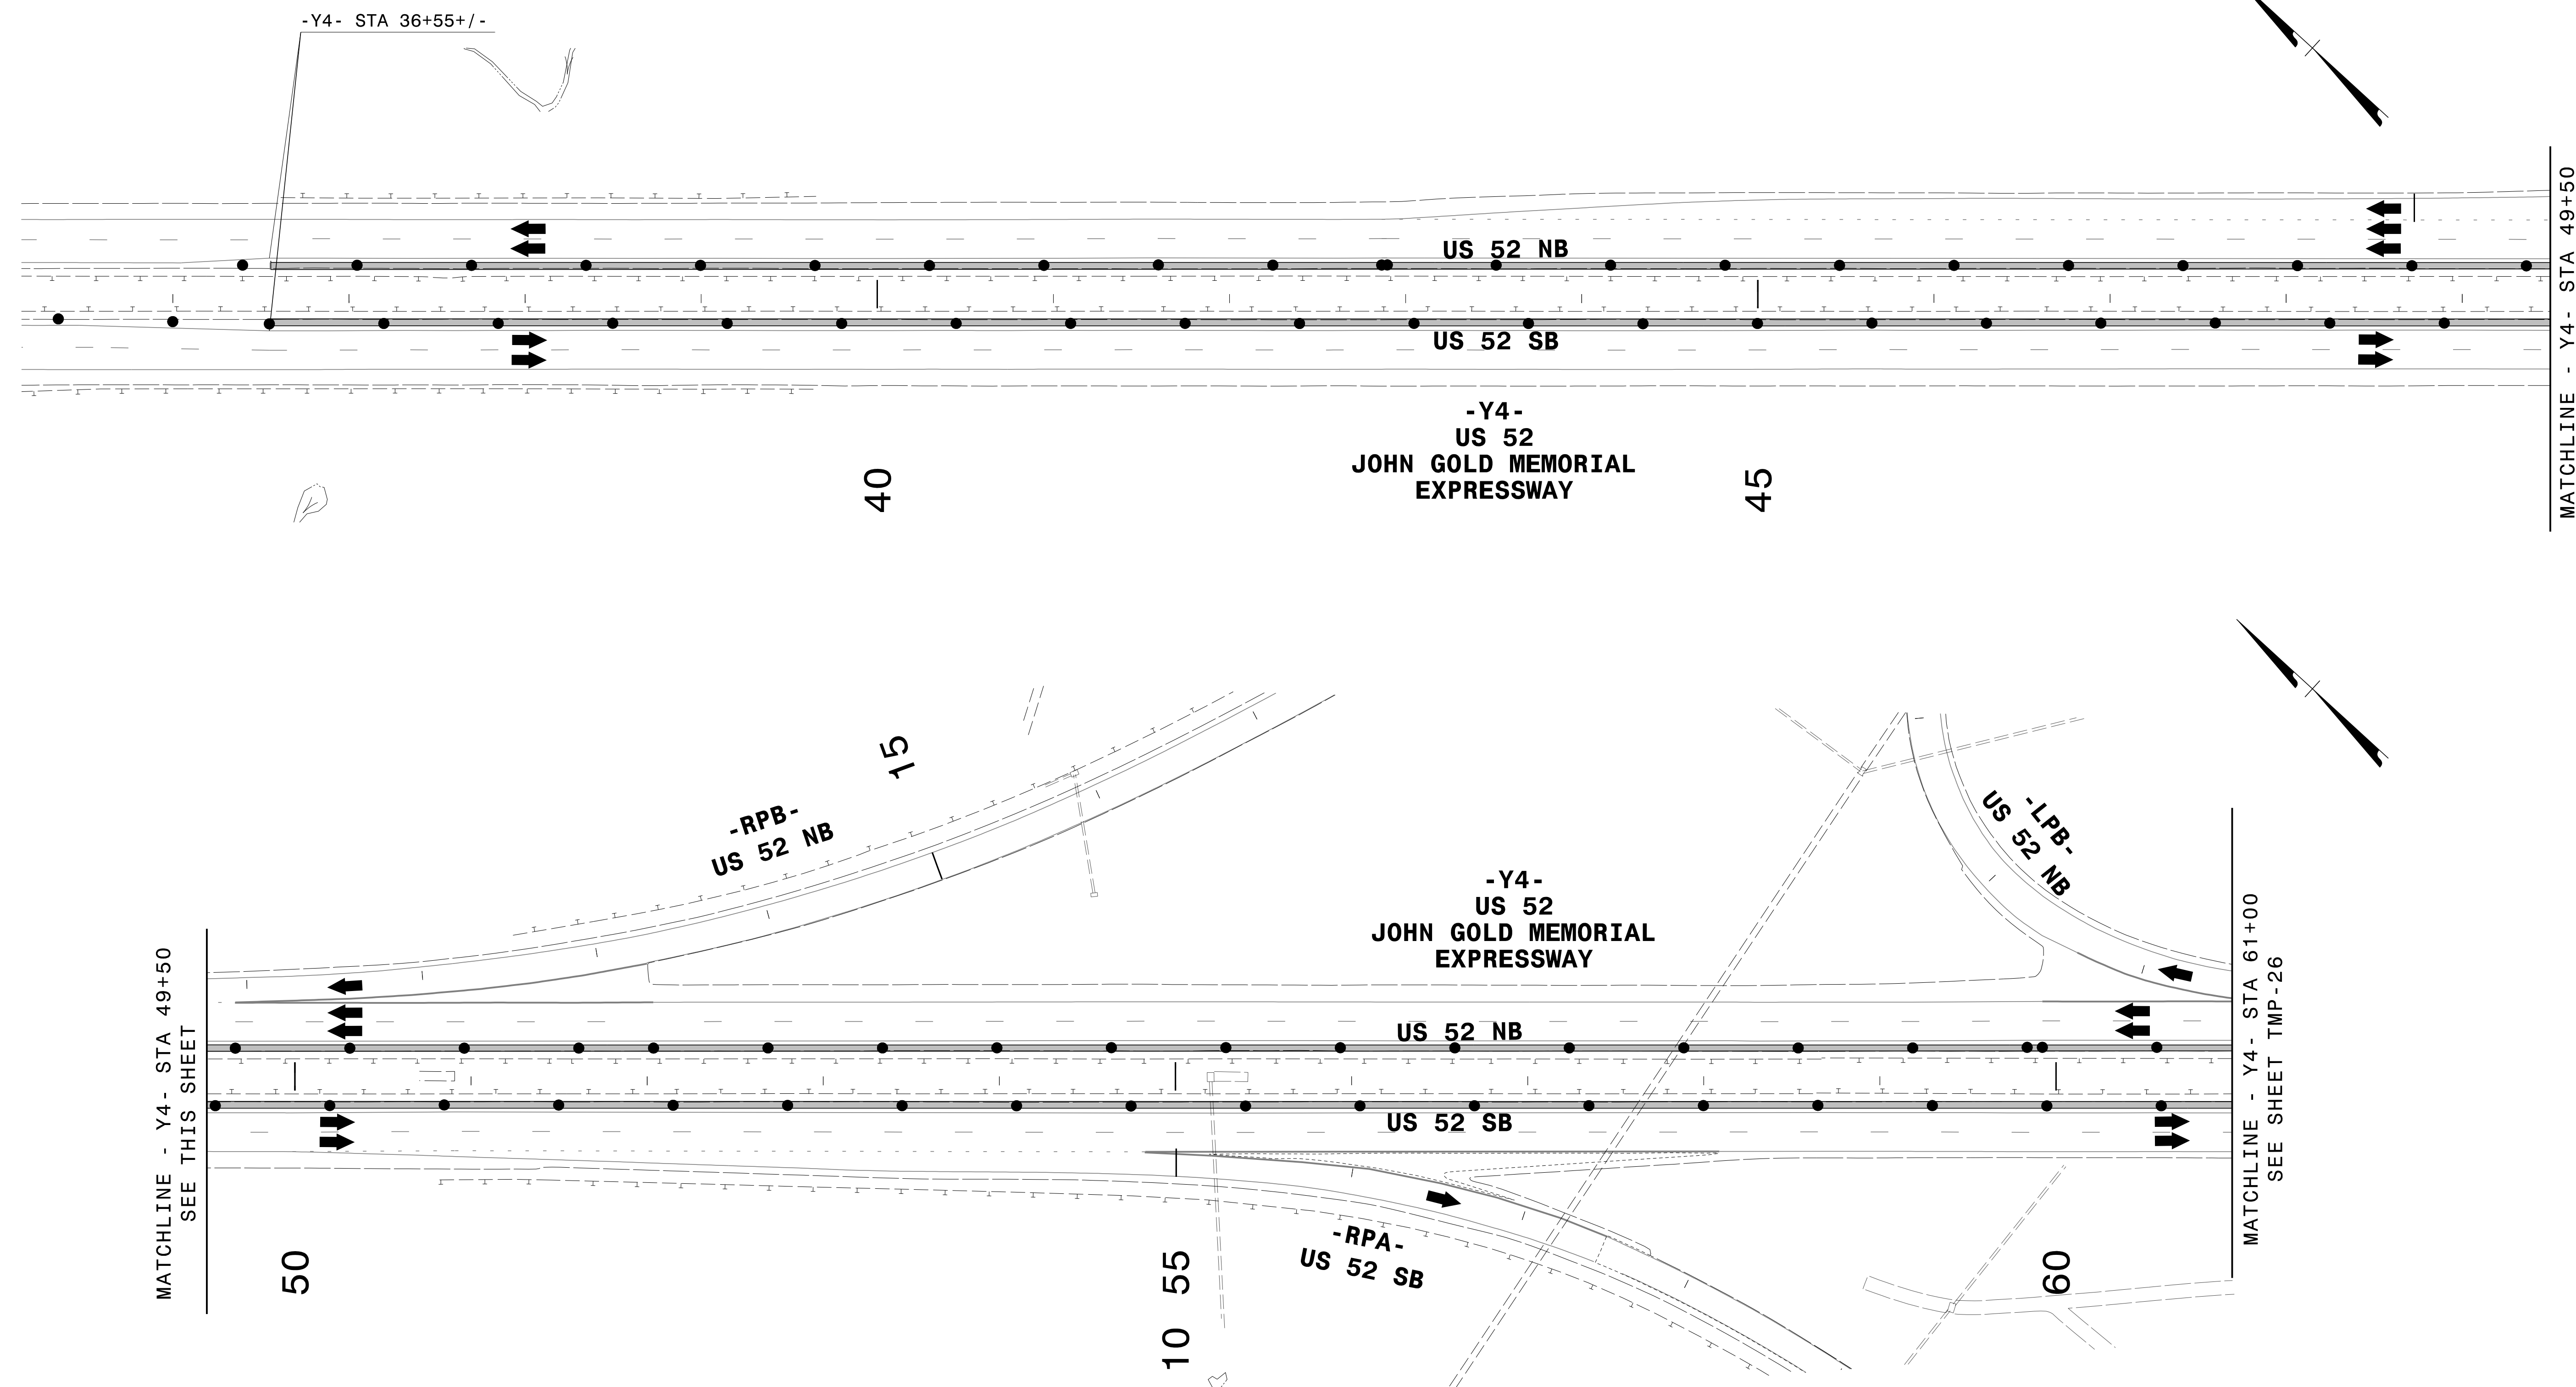 -Y4- STA 36+55+/-
US 52 NB
US 52 SB
-Y4-
US 52
JOHN GOLD MEMORIAL
EXPRESSWAY
40
45
MATCHLINE - Y4- STA 49+50
15
-RPB-
US 52 NB
-LPB-
US 52 NB
-Y4-
US 52
JOHN GOLD MEMORIAL
EXPRESSWAY
US 52 NB
US 52 SB
-RPA-
US 52 SB
MATCHLINE - Y4- STA 49+50
SEE THIS SHEET
50
55
10
60
MATCHLINE - Y4- STA 61+00
SEE SHEET TMP-26